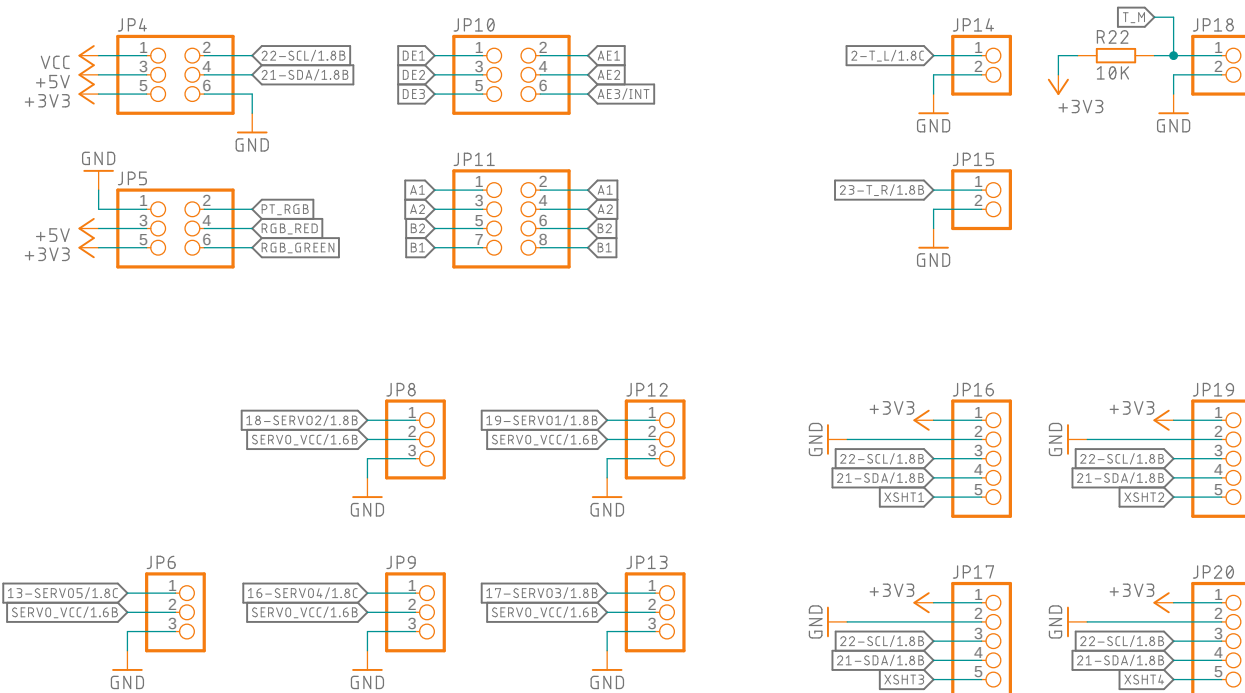 JP4
1 2 22-SCL/1.8B
VCC
3 4 21-SDA/1.8B
+5V
5 6
+3V3
GND
JP10
DE1 1 2 AE1
DE2 3 4 AE2
DE3 5 6 AE3/INT
JP14
2-T_L/1.8C 1
2
GND
T_M
R22
10K
+3V3
JP18
1
2
GND
GND
JP5
1 2 PT_RGB
3 4 RGB_RED
+5V
5 6 RGB_GREEN
+3V3
JP11
A1 1 2 A1
A2 3 4 A2
B2 5 6 B2
B1 7 8 B1
JP15
23-T_R/1.8B 1
2
GND
JP8
18-SERVO2/1.8B 1
SERVO_VCC/1.6B 2
3
GND
JP12
19-SERVO1/1.8B 1
SERVO_VCC/1.6B 2
3
GND
JP16
+3V3 1
GND 2
22-SCL/1.8B 3
21-SDA/1.8B 4
XSHT1 5
JP19
+3V3 1
GND 2
22-SCL/1.8B 3
21-SDA/1.8B 4
XSHT2 5
JP6
13-SERVO5/1.8C 1
SERVO_VCC/1.6B 2
3
GND
JP9
16-SERVO4/1.8C 1
SERVO_VCC/1.6B 2
3
GND
JP13
17-SERVO3/1.8B 1
SERVO_VCC/1.6B 2
3
GND
JP17
+3V3 1
GND 2
22-SCL/1.8B 3
21-SDA/1.8B 4
XSHT3 5
JP20
+3V3 1
GND 2
22-SCL/1.8B 3
21-SDA/1.8B 4
XSHT4 5